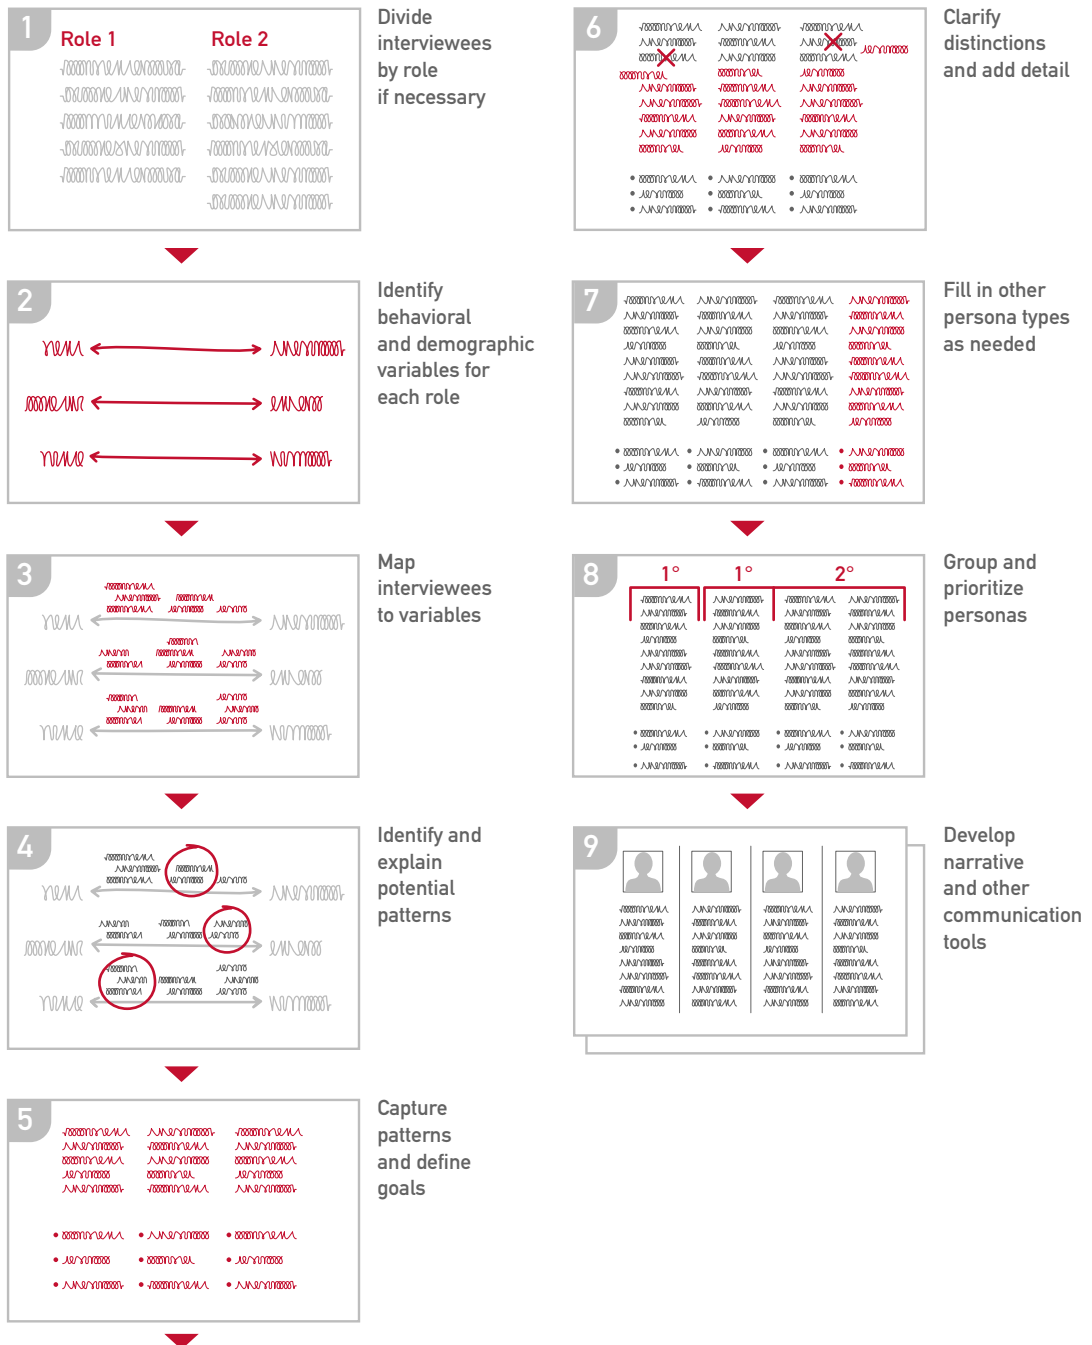 1
Role 1
Role 2
Divide
interviewees
by role
if necessary
2
Identify
behavioral
and demographic
variables for
each role
3
Map
interviewees
to variables
4
Identify and
explain
potential
patterns
5
Capture
patterns
and define
goals
6
Clarify
distinctions
and add detail
7
Fill in other
persona types
as needed
8
1°
1°
2°
Group and
prioritize
personas
9
Develop
narrative
and other
communication
tools